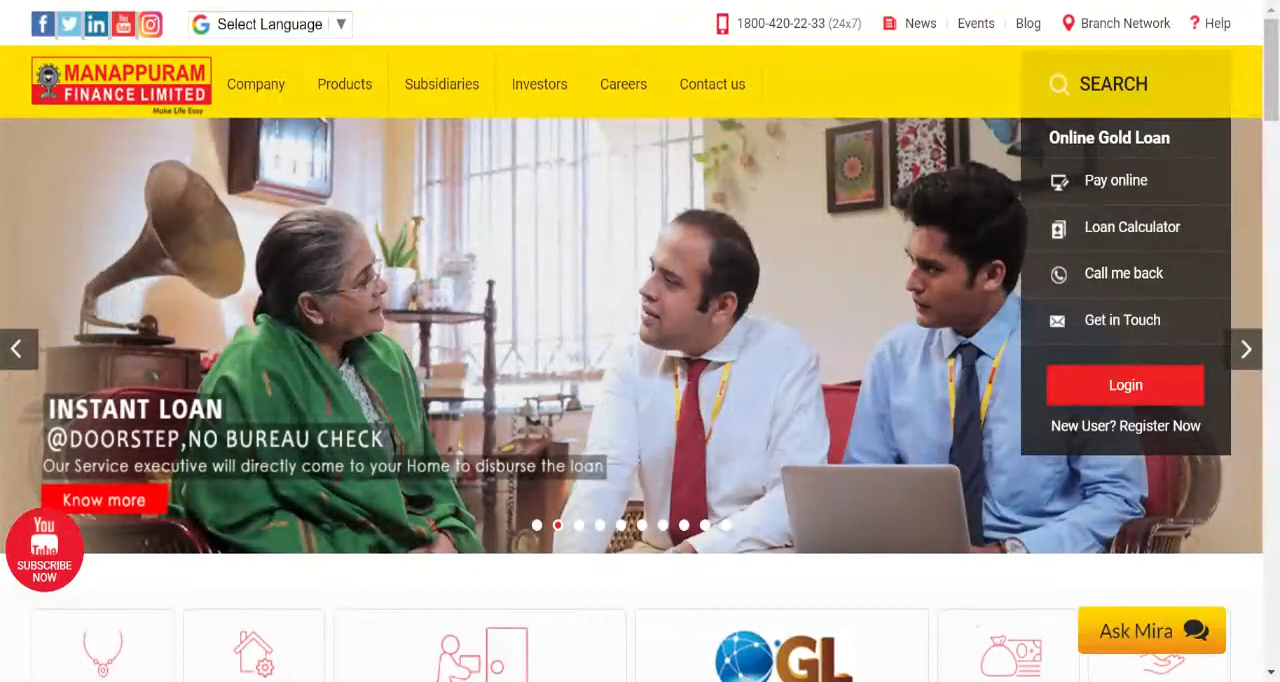 Select Language ▼
1800-420-22-33 (24x7)
News
Events
Blog
Branch Network
Help
MANAPPURAM
FINANCE LIMITED
Make Life Easy
Company
Products
Subsidiaries
Investors
Careers
Contact us
SEARCH
Online Gold Loan
Pay online
Loan Calculator
Call me back
Get in Touch
Login
New User? Register Now
INSTANT LOAN
@DOORSTEP,NO BUREAU CHECK
Our Service executive will directly come to your Home to disburse the loan
Know more
You
Tube
SUBSCRIBE
NOW
OGL
Ask Mira